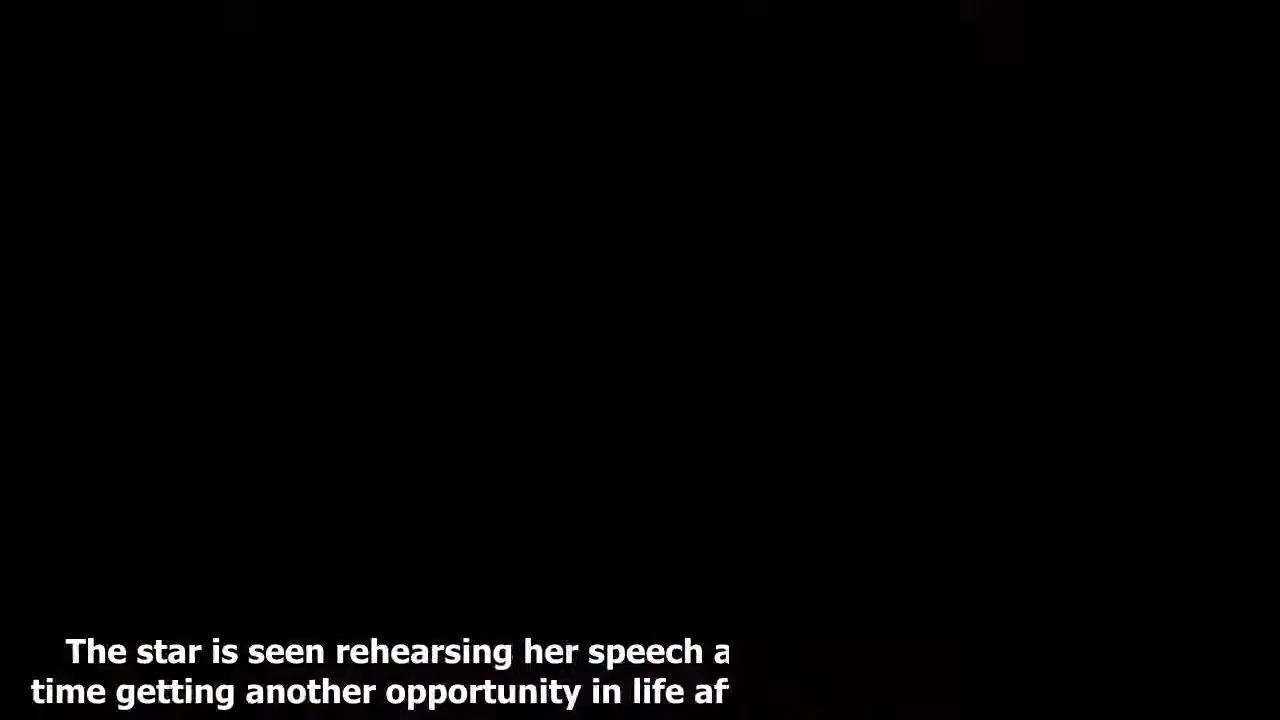 The star is seen rehearsing her speech a
time getting another opportunity in life af